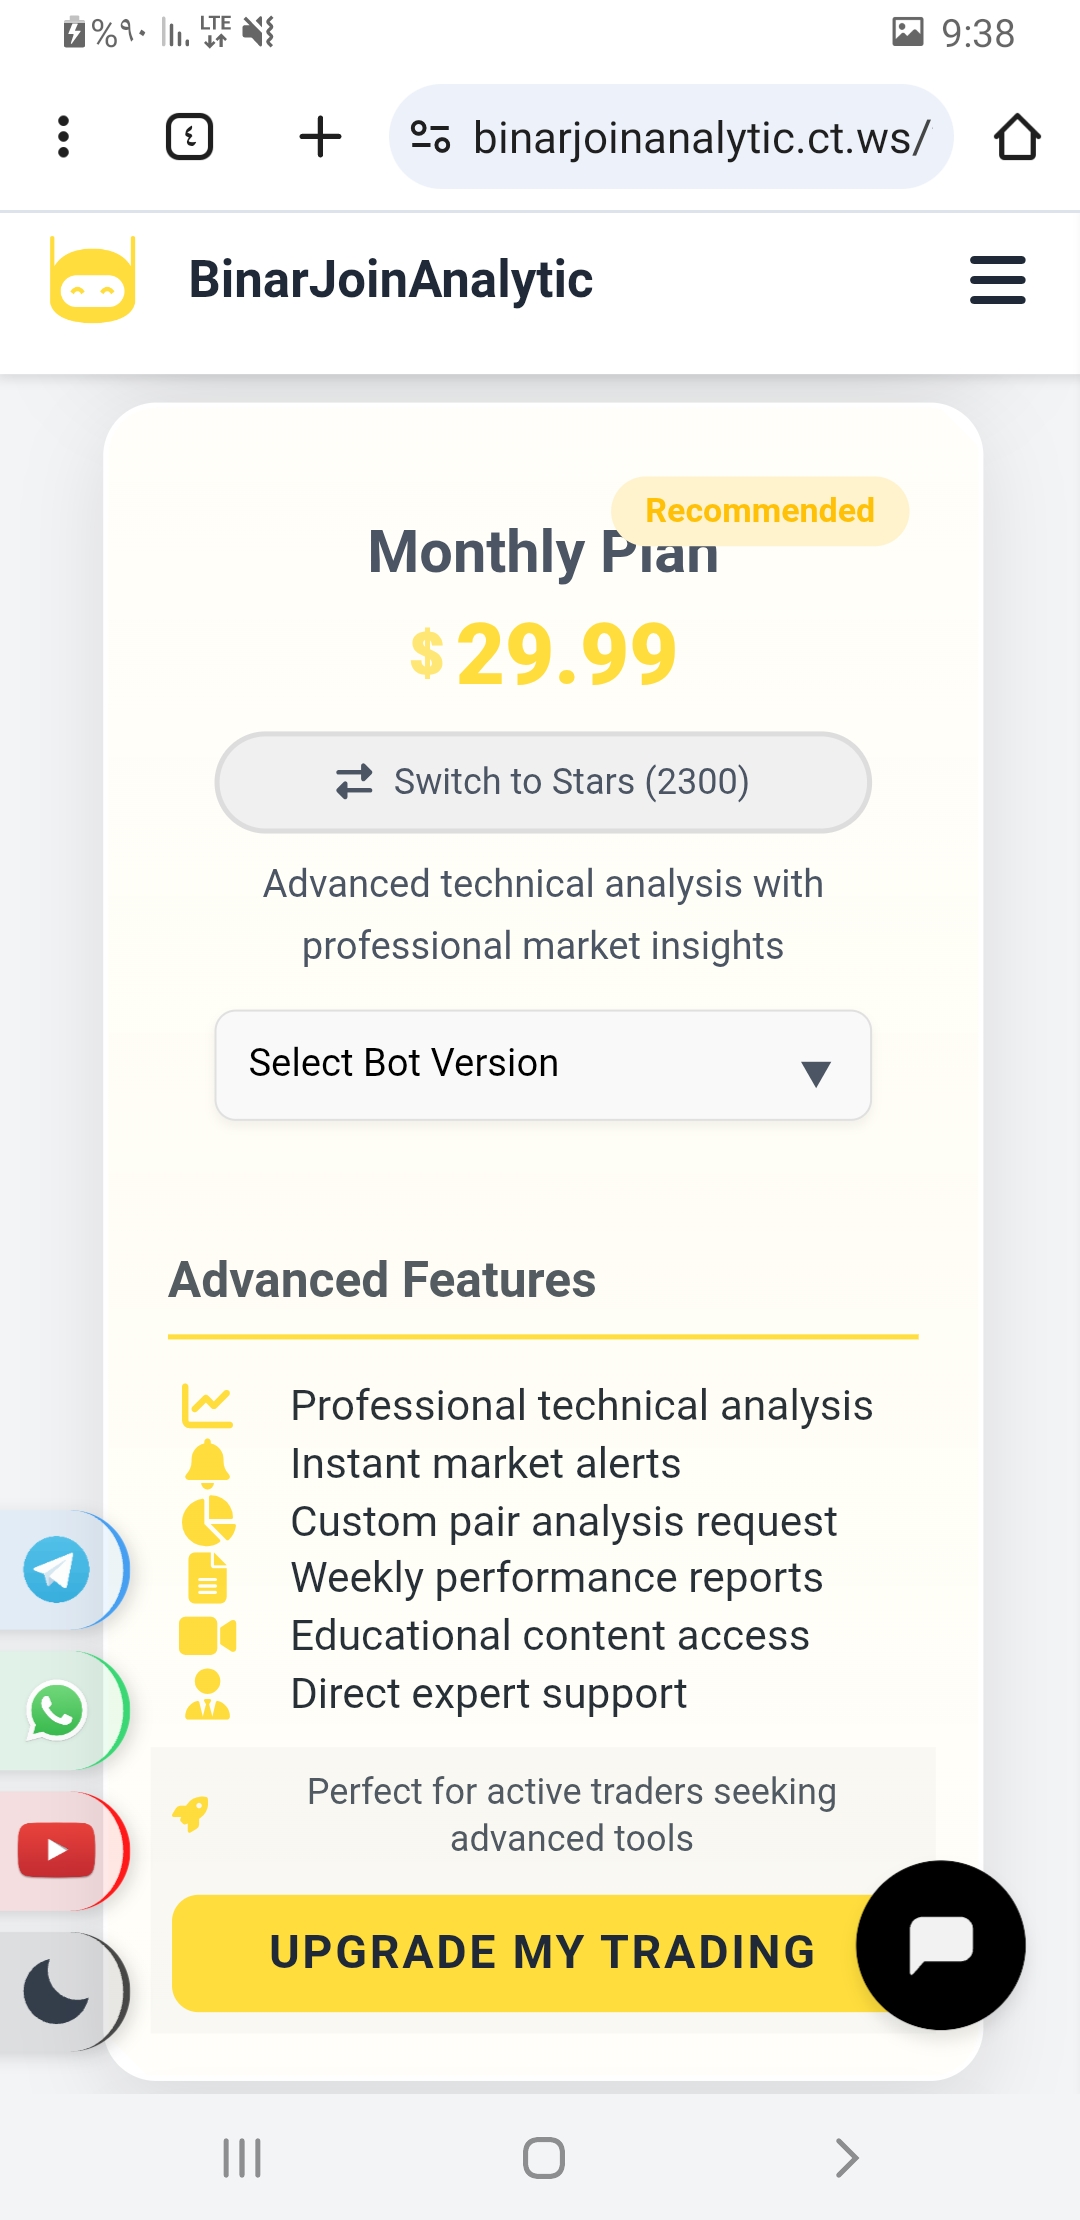 %٩٠ LTE 9:38
٤ binarjoinanalytic.ct.ws/
BinarJoinAnalytic
Recommended
Monthly Plan
$29.99
Switch to Stars (2300)
Advanced technical analysis with
professional market insights
Select Bot Version
Advanced Features
Professional technical analysis
Instant market alerts
Custom pair analysis request
Weekly performance reports
Educational content access
Direct expert support
Perfect for active traders seeking
advanced tools
UPGRADE MY TRADING